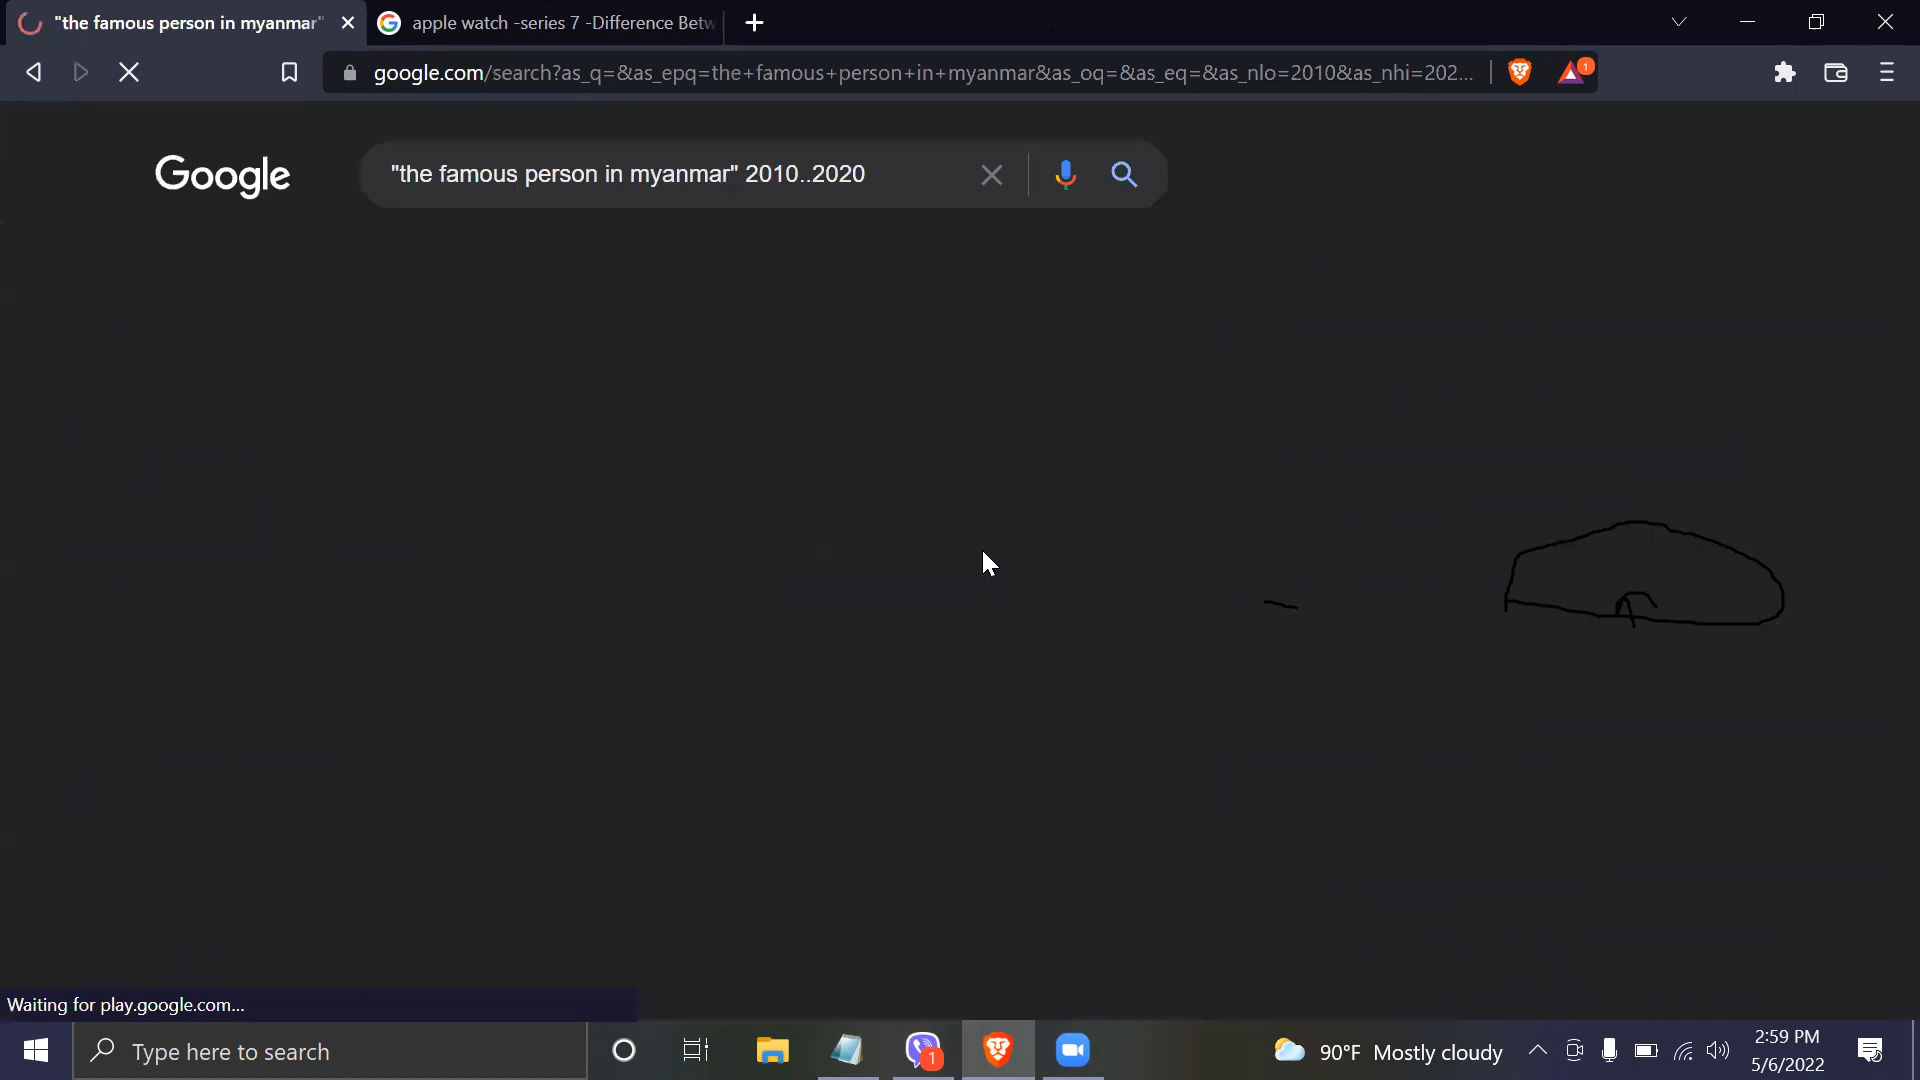 "the famous person in myanmar"
apple watch -series 7 -Difference Betw
google.com/search?as_q=&as_epq=the+famous+person+in+myanmar&as_oq=&as_eq=&as_nlo=2010&as_nhi=202...
1
Google
"the famous person in myanmar" 2010..2020
Waiting for play.google.com...
Type here to search
1
90°F Mostly cloudy
2:59 PM
5/6/2022